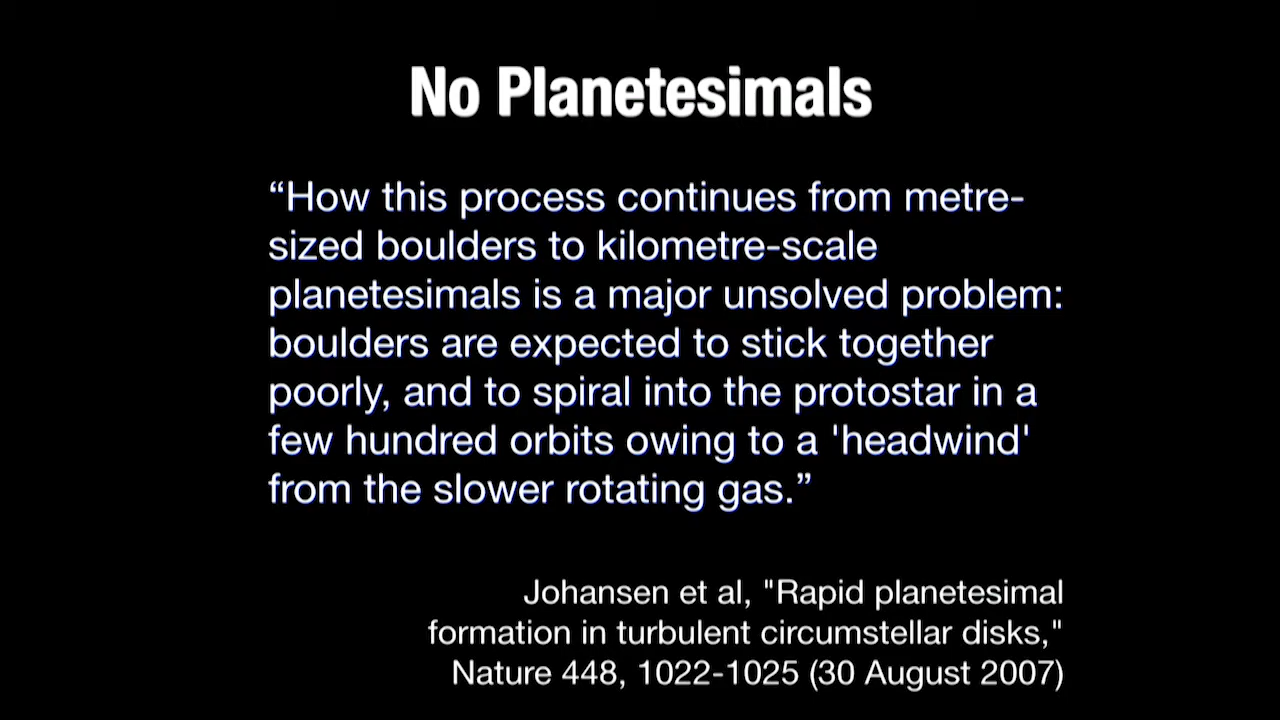 No Planetesimals
“How this process continues from metre-
sized boulders to kilometre-scale
planetesimals is a major unsolved problem:
boulders are expected to stick together
poorly, and to spiral into the protostar in a
few hundred orbits owing to a 'headwind'
from the slower rotating gas.”
Johansen et al, "Rapid planetesimal
formation in turbulent circumstellar disks,"
Nature 448, 1022-1025 (30 August 2007)